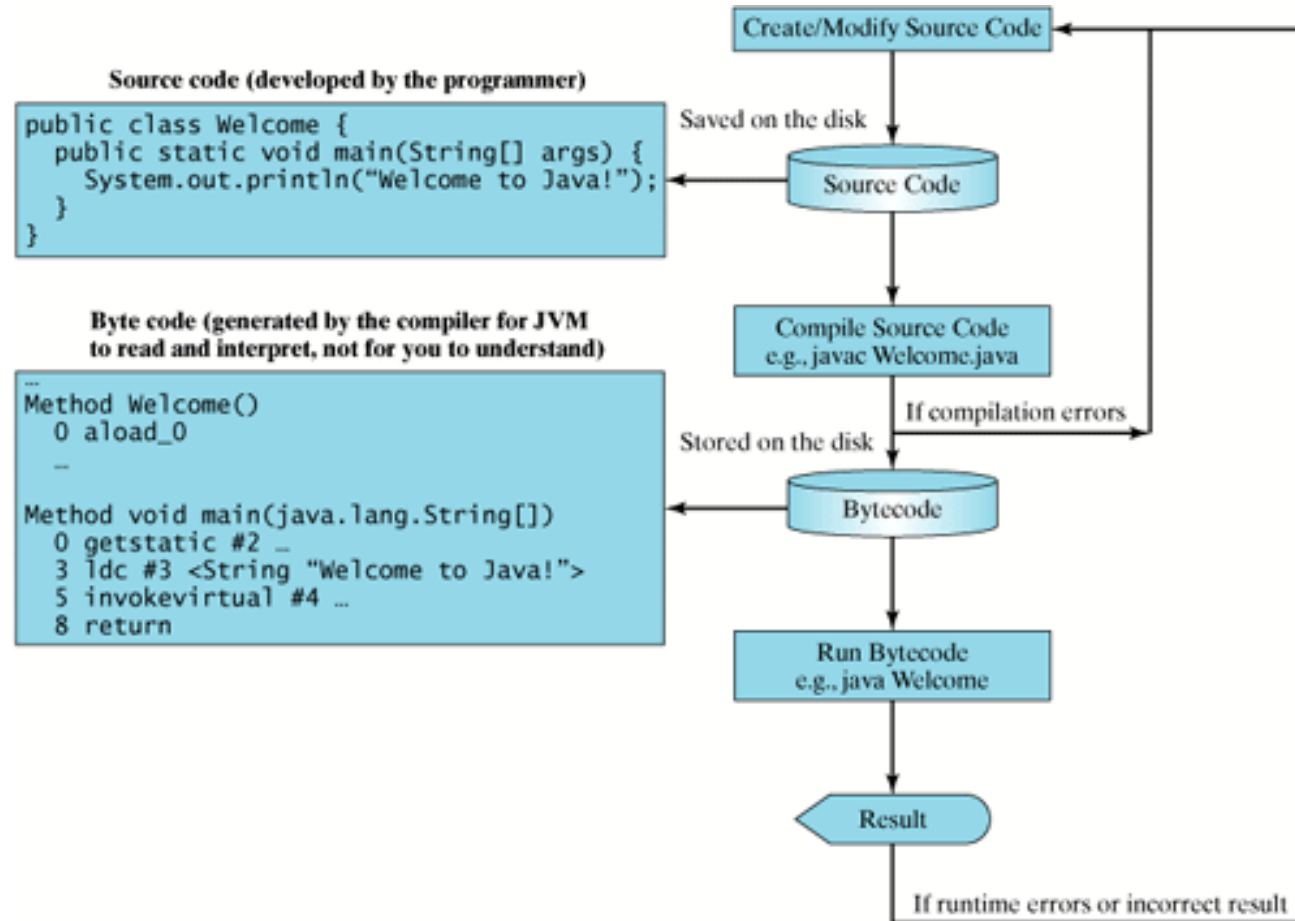 Create/Modify Source Code
Source code (developed by the programmer)
public class Welcome {
  public static void main(String[] args) {
    System.out.println(“Welcome to Java!”);
  }
}
Saved on the disk
Source Code
Byte code (generated by the compiler for JVM
to read and interpret, not for you to understand)
…
Method Welcome()
  0 aload_0
  …
Method void main(java.lang.String[])
  0 getstatic #2 …
  3 ldc #3 <String “Welcome to Java!”>
  5 invokevirtual #4 …
  8 return
Compile Source Code
e.g., javac Welcome.java
If compilation errors
Stored on the disk
Bytecode
Run Bytecode
e.g., java Welcome
Result
If runtime errors or incorrect result